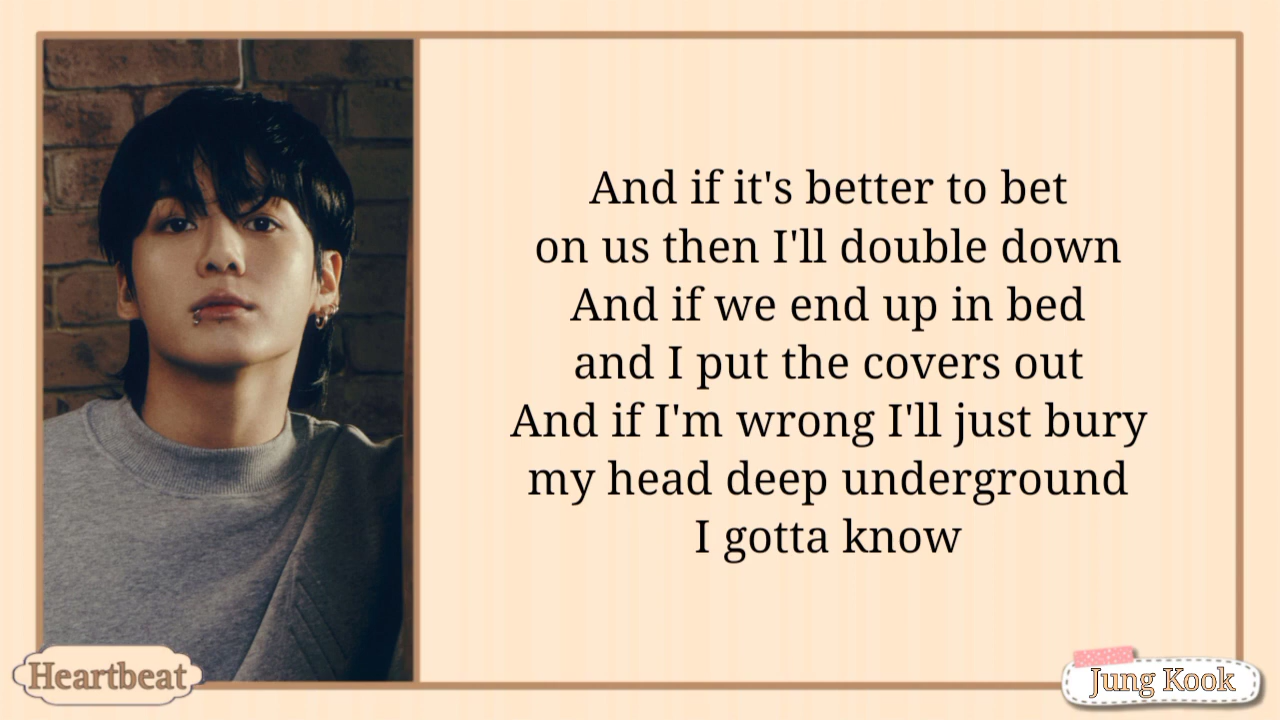 And if it's better to bet
on us then I'll double down
And if we end up in bed
and I put the covers out
And if I'm wrong I'll just bury
my head deep underground
I gotta know
Heartbeat
Jung Kook